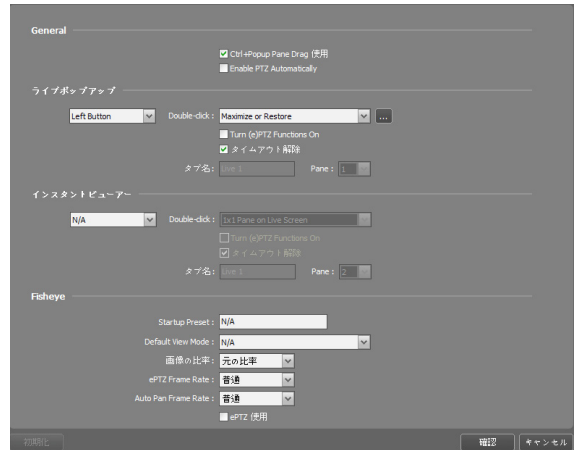 General
Ctrl+Popup Pane Drag 使用
Enable PTZ Automatically
ライブポップアップ
Left Button Double-click : Maximize or Restore ...
Turn (e)PTZ Functions On
タイムアウト解除
タブ名: Live 1 Pane : 1
インスタントビューアー
N/A Double-click : 1x1 Pane on Live Screen
Turn (e)PTZ Functions On
タイムアウト解除
タブ名: Live 1 Pane : 2
Fisheye
Startup Preset : N/A
Default View Mode : N/A
画像の比率: 元の比率
ePTZ Frame Rate : 普通
Auto Pan Frame Rate : 普通
ePTZ 使用
初期化 確認 キャンセル